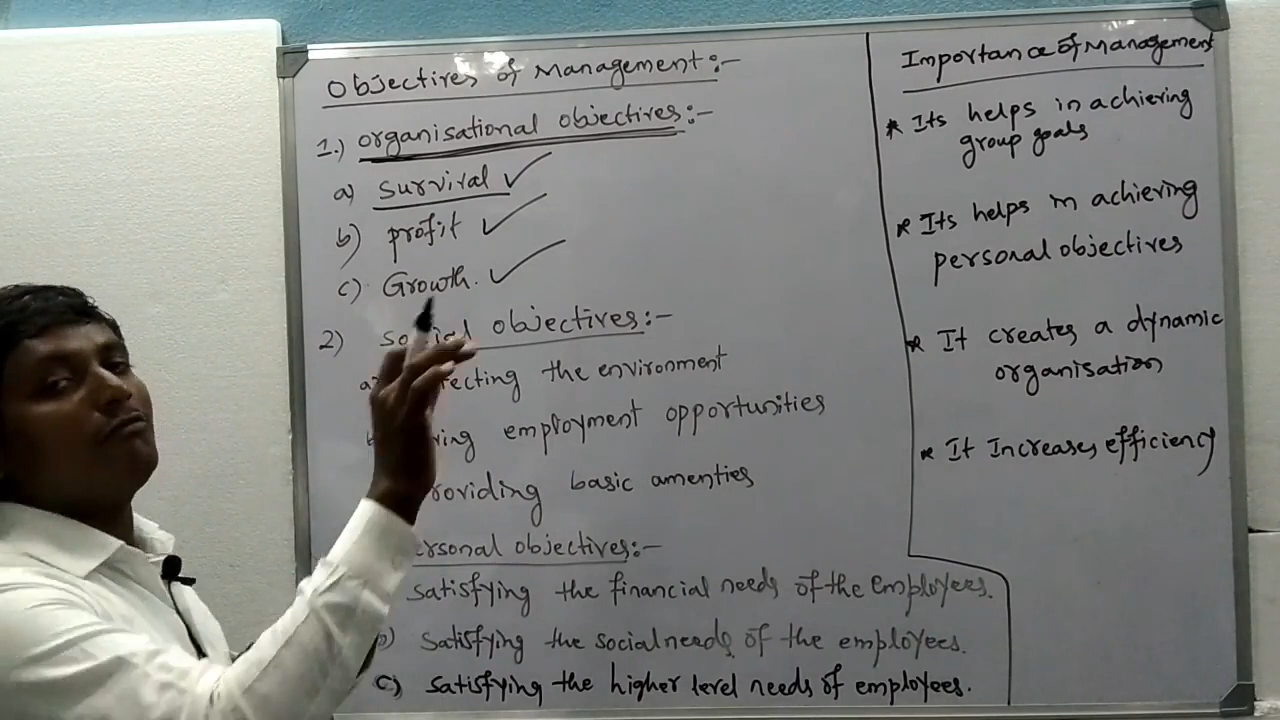 Objectives of Management:-
1.) organisational objectives:-
a) survival ✓
b) profit ✓
c) Growth. ✓
2) social objectives:-
the environment
employment opportunities
basic amenties
objectives:-
satisfying the financial needs of the Employees.
satisfying the social needs of the employees.
c) satisfying the higher level needs of employees.
Importance of Management
* Its helps in achieving
group goals
* Its helps in achieving
personal objectives
* It creates a dynamic
organisation
* It Increases efficiency